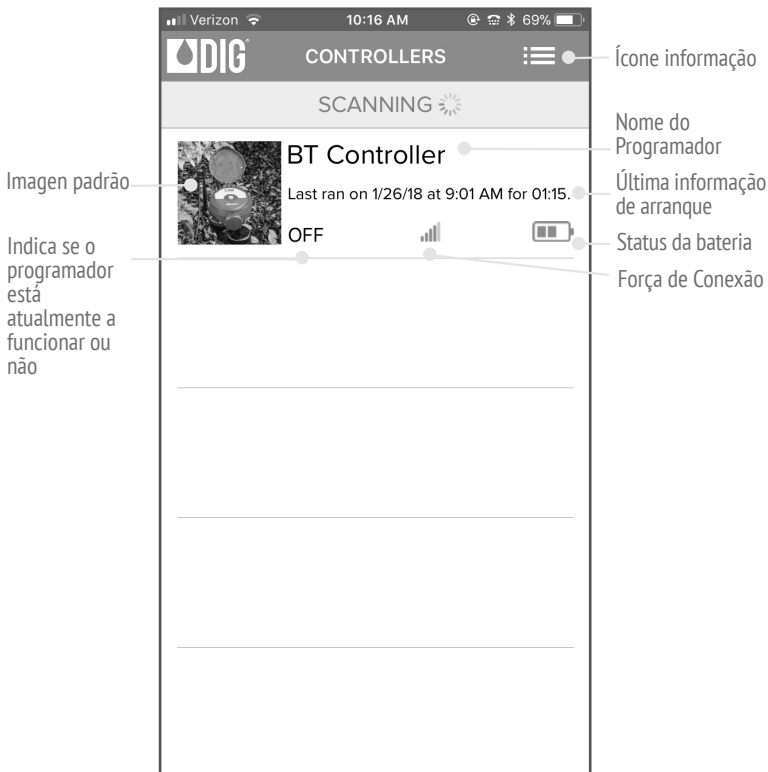 Verizon 10:16 AM 69%
DIG CONTROLLERS
Ícone informação
SCANNING
Nome do
Programador
BT Controller
Imagen padrão
Última informação
de arranque
Last ran on 1/26/18 at 9:01 AM for 01:15.
OFF
Status da bateria
Força de Conexão
Indica se o
programador
está
atualmente a
funcionar ou
não